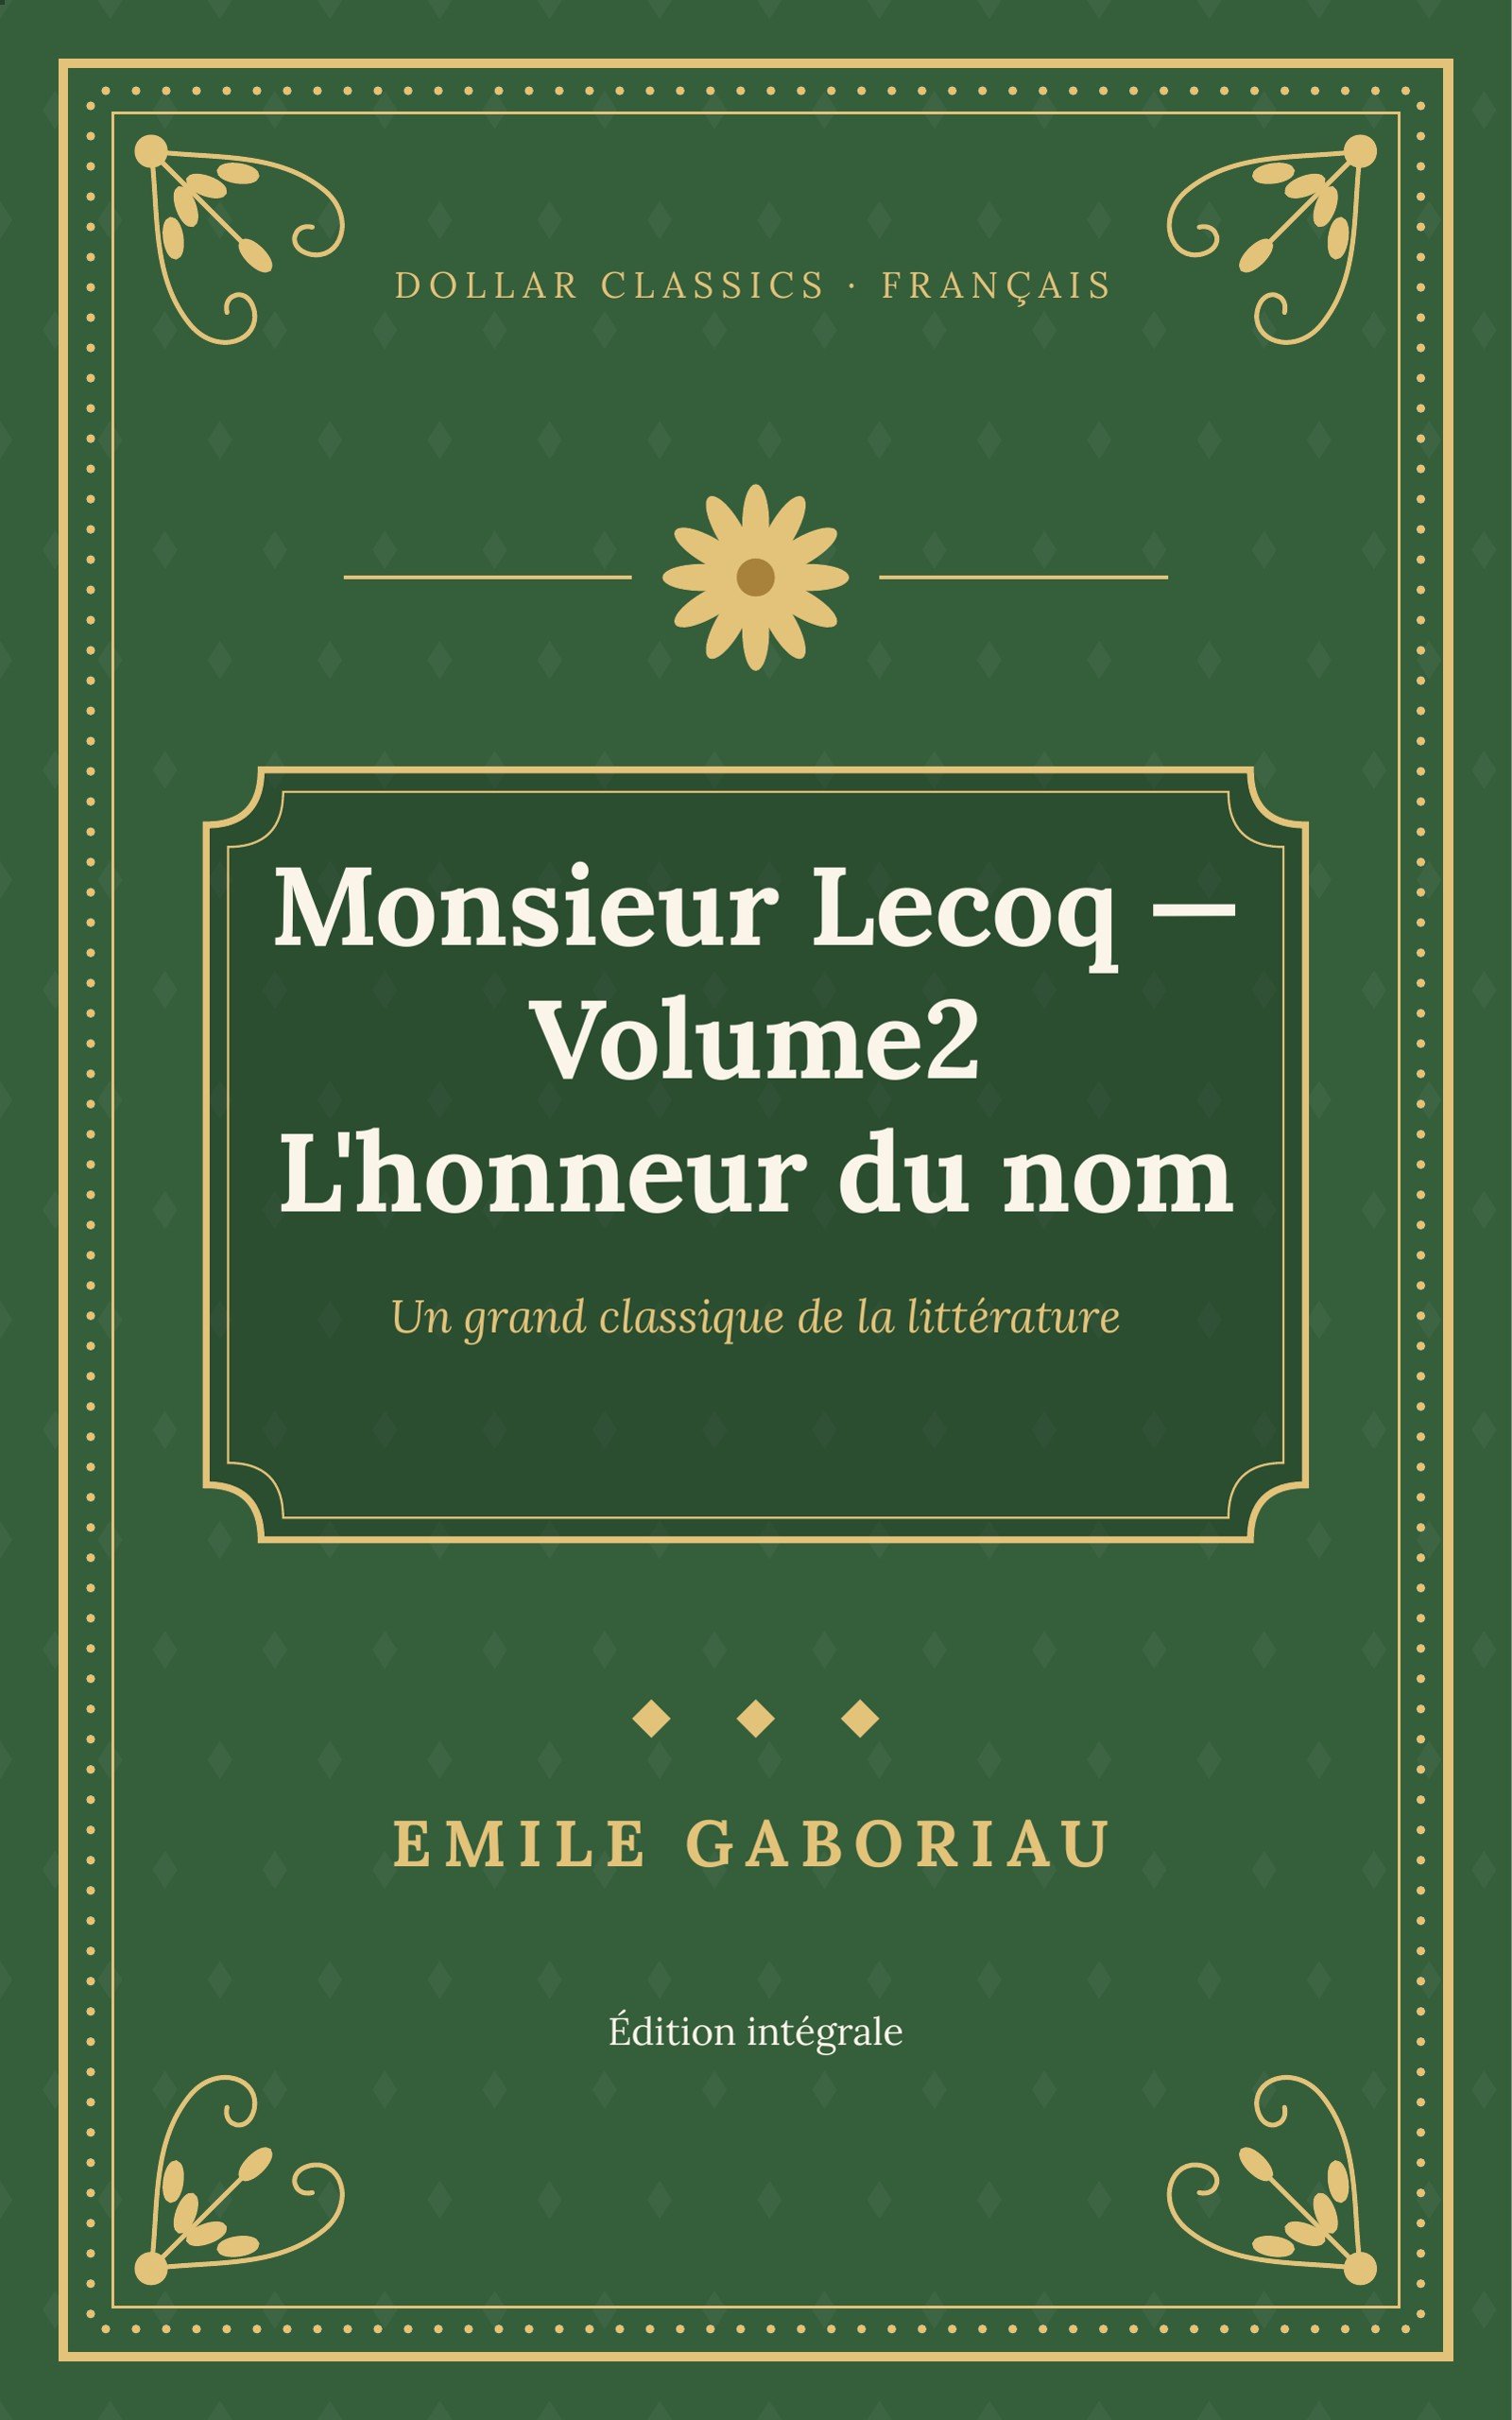 DOLLAR CLASSICS · FRANÇAIS
Monsieur Lecoq —
Volume2
L'honneur du nom
Un grand classique de la littérature
EMILE GABORIAU
Édition intégrale